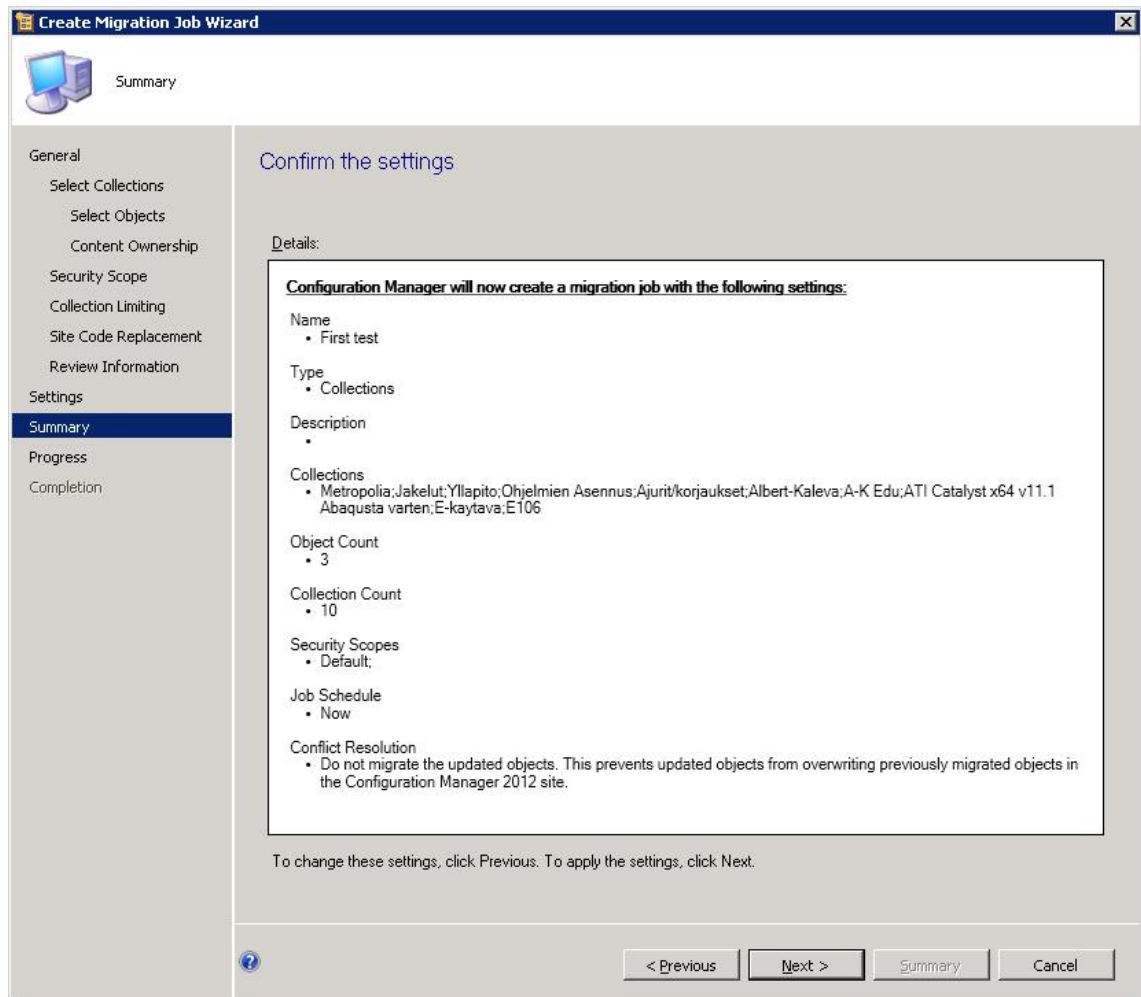 Create Migration Job Wizard
Summary
General
Select Collections
Select Objects
Content Ownership
Security Scope
Collection Limiting
Site Code Replacement
Review Information
Settings
Summary
Progress
Completion
Confirm the settings
Details:
Configuration Manager will now create a migration job with the following settings:
Name
• First test
Type
• Collections
Description
•
Collections
• Metropolia;Jakelut;Yllapito;Ohjelmien Asennus;Ajurit/korjaukset;Albert-Kaleva;A-K Edu;ATI Catalyst x64 v11.1
Abaqusta varten;E-kaytava;E106
Object Count
• 3
Collection Count
• 10
Security Scopes
• Default;
Job Schedule
• Now
Conflict Resolution
• Do not migrate the updated objects. This prevents updated objects from overwriting previously migrated objects in
the Configuration Manager 2012 site.
To change these settings, click Previous. To apply the settings, click Next.
< Previous
Next >
Summary
Cancel